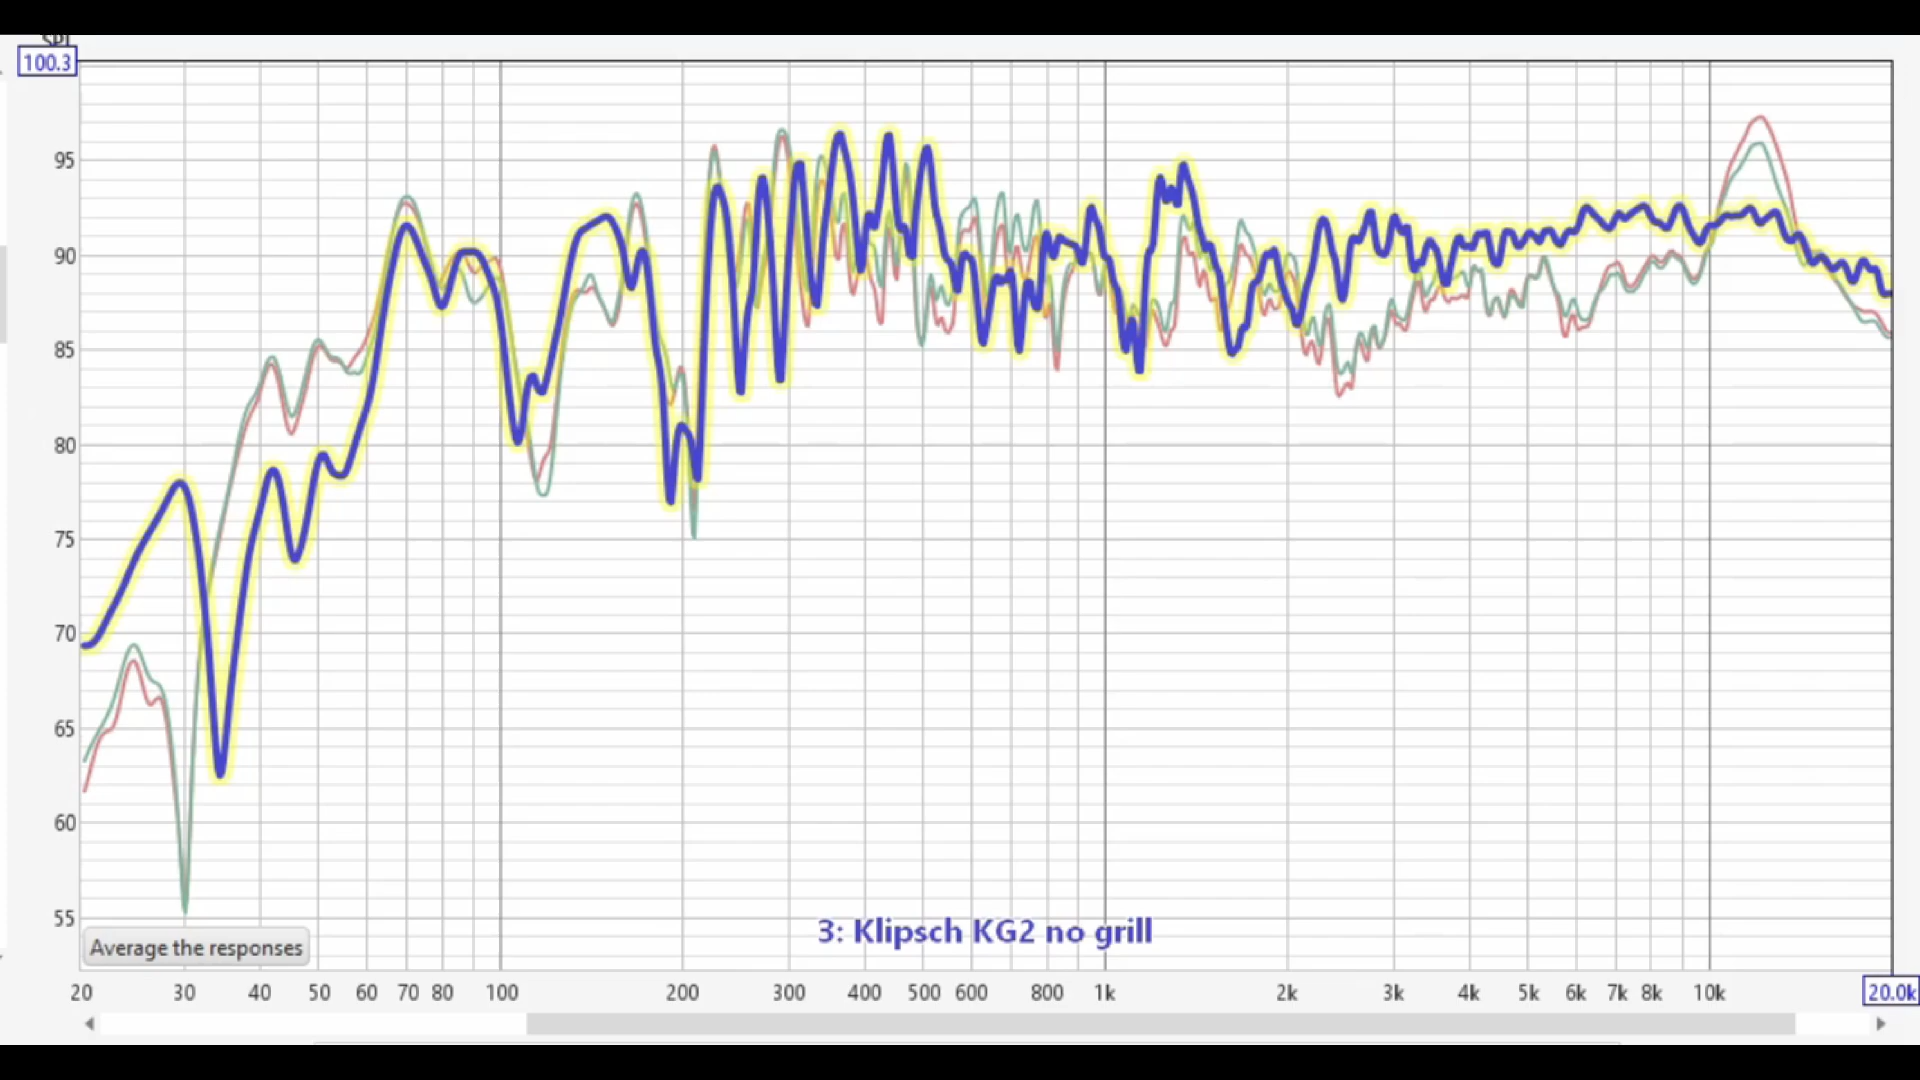 SPL
100.3
95
90
85
80
75
70
65
60
55
3: Klipsch KG2 no grill
Average the responses
20 30 40 50 60 70 80 100 200 300 400 500 600 800 1k 2k 3k 4k 5k 6k 7k 8k 10k 20.0k